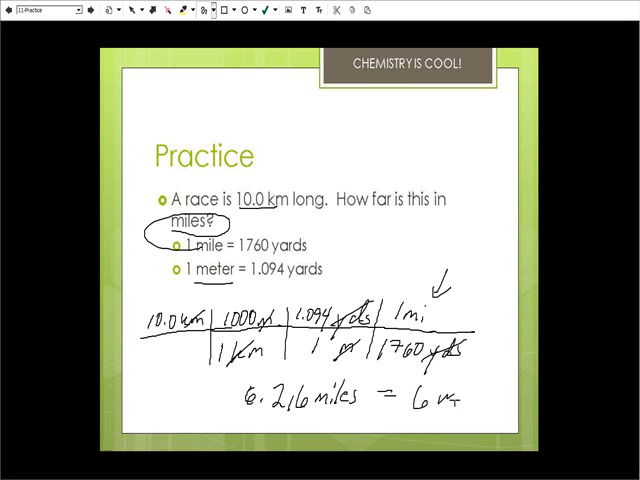 11-Practice
CHEMISTRY IS COOL!
Practice
A race is 10.0 km long. How far is this in
miles?
1 mile = 1760 yards
1 meter = 1.094 yards
10.0 km | 1000 m | 1.094 yds | 1 mi
1 km | 1 m | 1760 yds
6.216 miles = 6